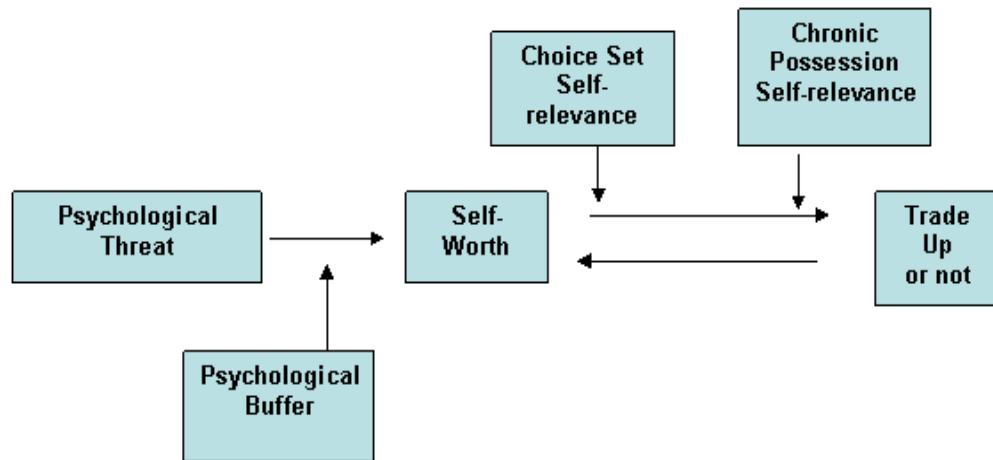 Choice Set
Self-
relevance
Chronic
Possession
Self-relevance
Psychological
Threat
Self-
Worth
Trade
Up
or not
Psychological
Buffer